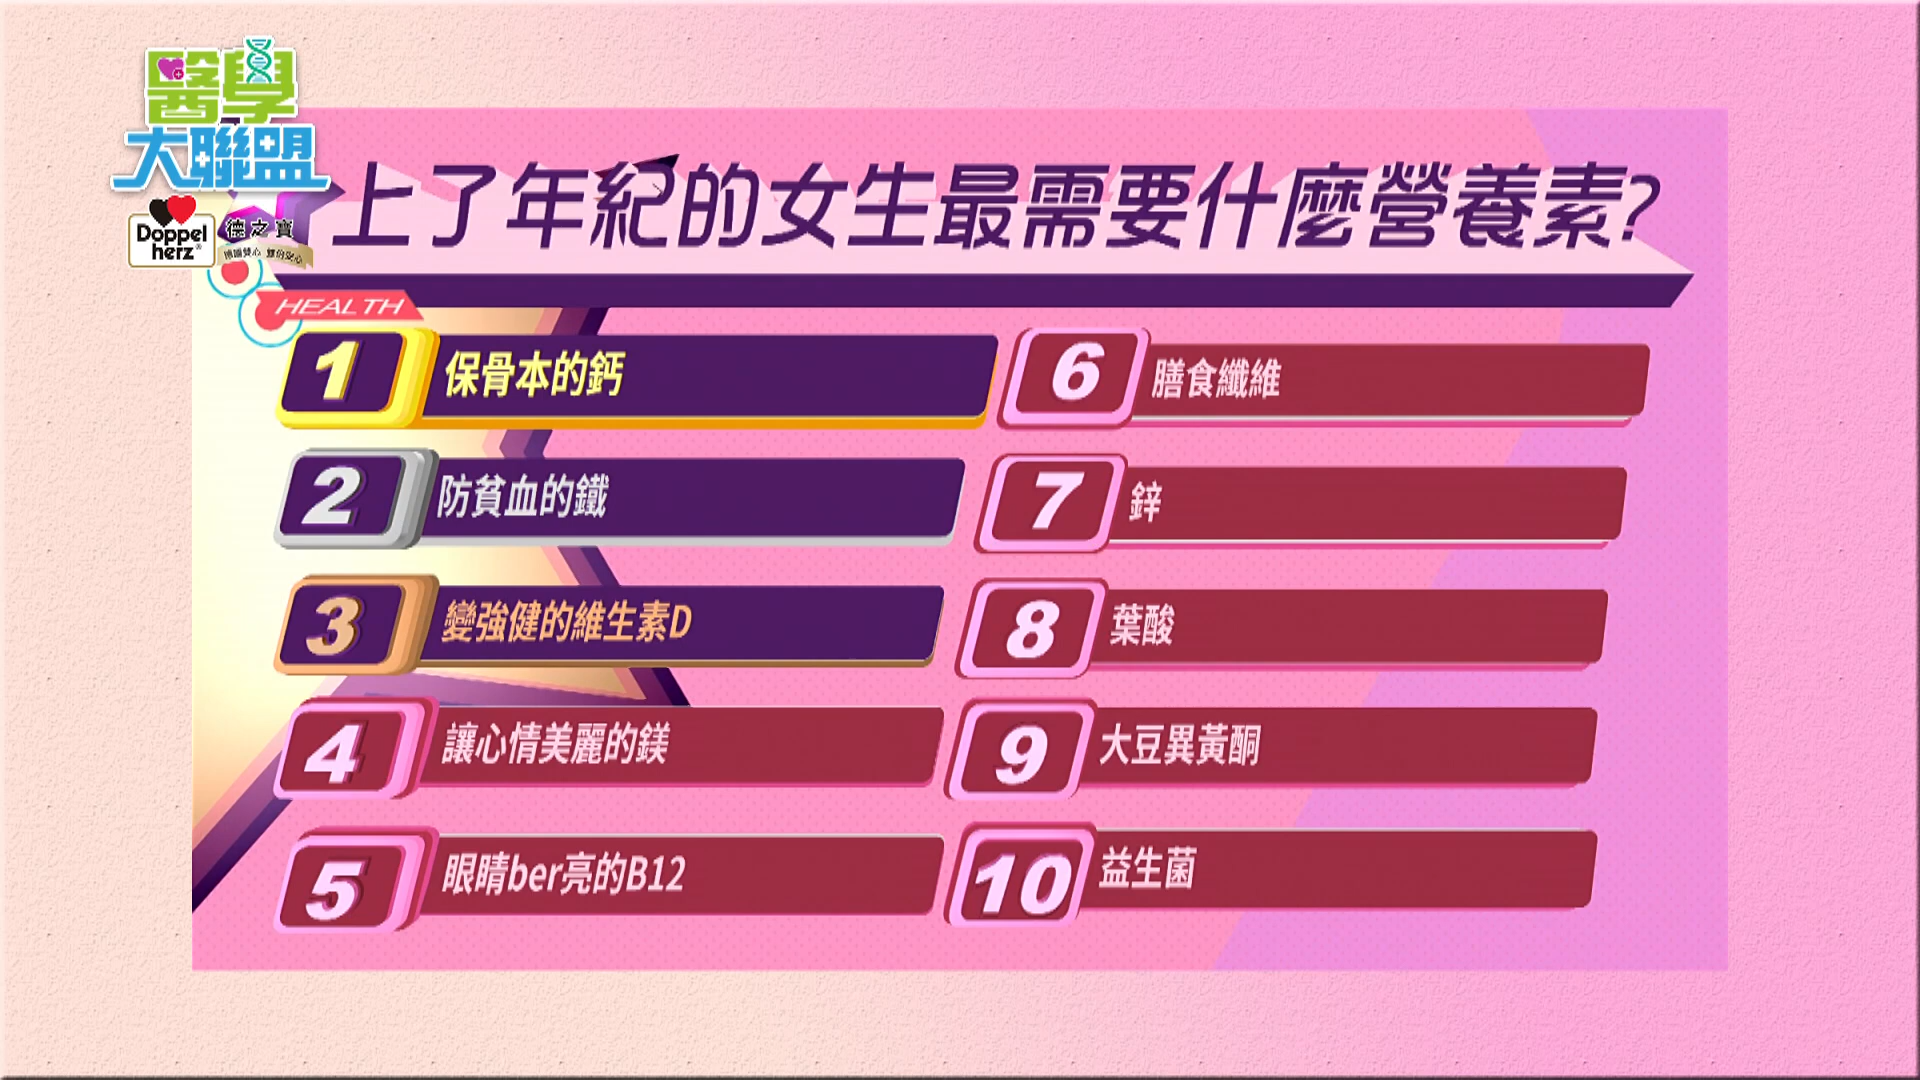 醫學
大聯盟
Doppel
herz®
德之寶
上了年紀的女生最需要什麼營養素?
HEALTH
1 保骨本的鈣
2 防貧血的鐵
3 變強健的維生素D
4 讓心情美麗的鎂
5 眼睛ber亮的B12
6 膳食纖維
7 鋅
8 葉酸
9 大豆異黃酮
10 益生菌